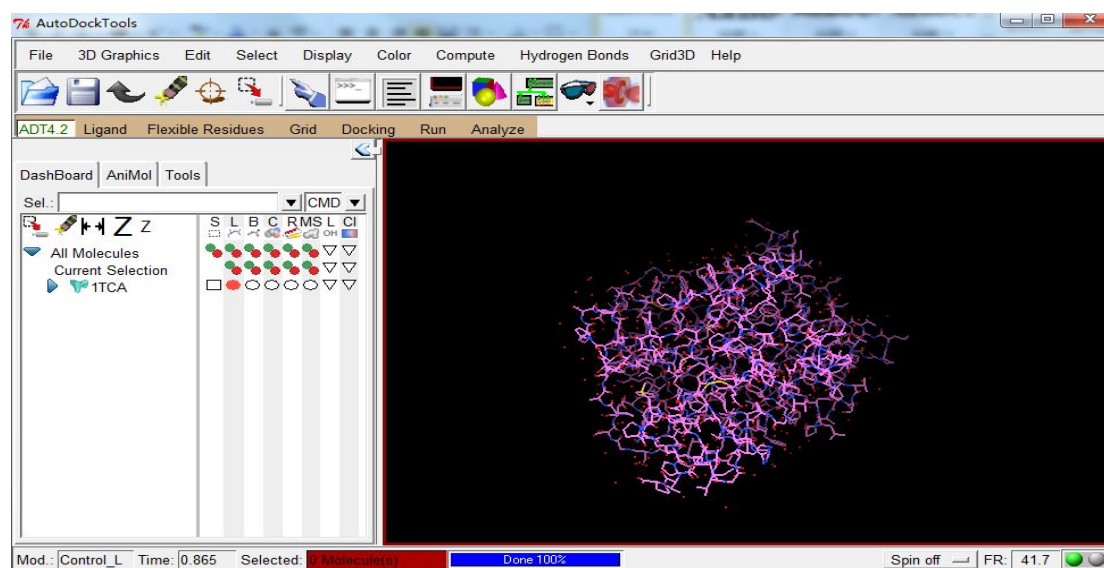 AutoDockTools
File 3D Graphics Edit Select Display Color Compute Hydrogen Bonds Grid3D Help
ADT4.2 Ligand Flexible Residues Grid Docking Run Analyze
DashBoard AniMol Tools
Sel.: CMD
Z Z S L B C R MS L Cl
OH
All Molecules
Current Selection
1TCA
Mod.: Control_L Time: 0.865 Selected: 0 Molecule(s) Done 100% Spin off FR: 41.7